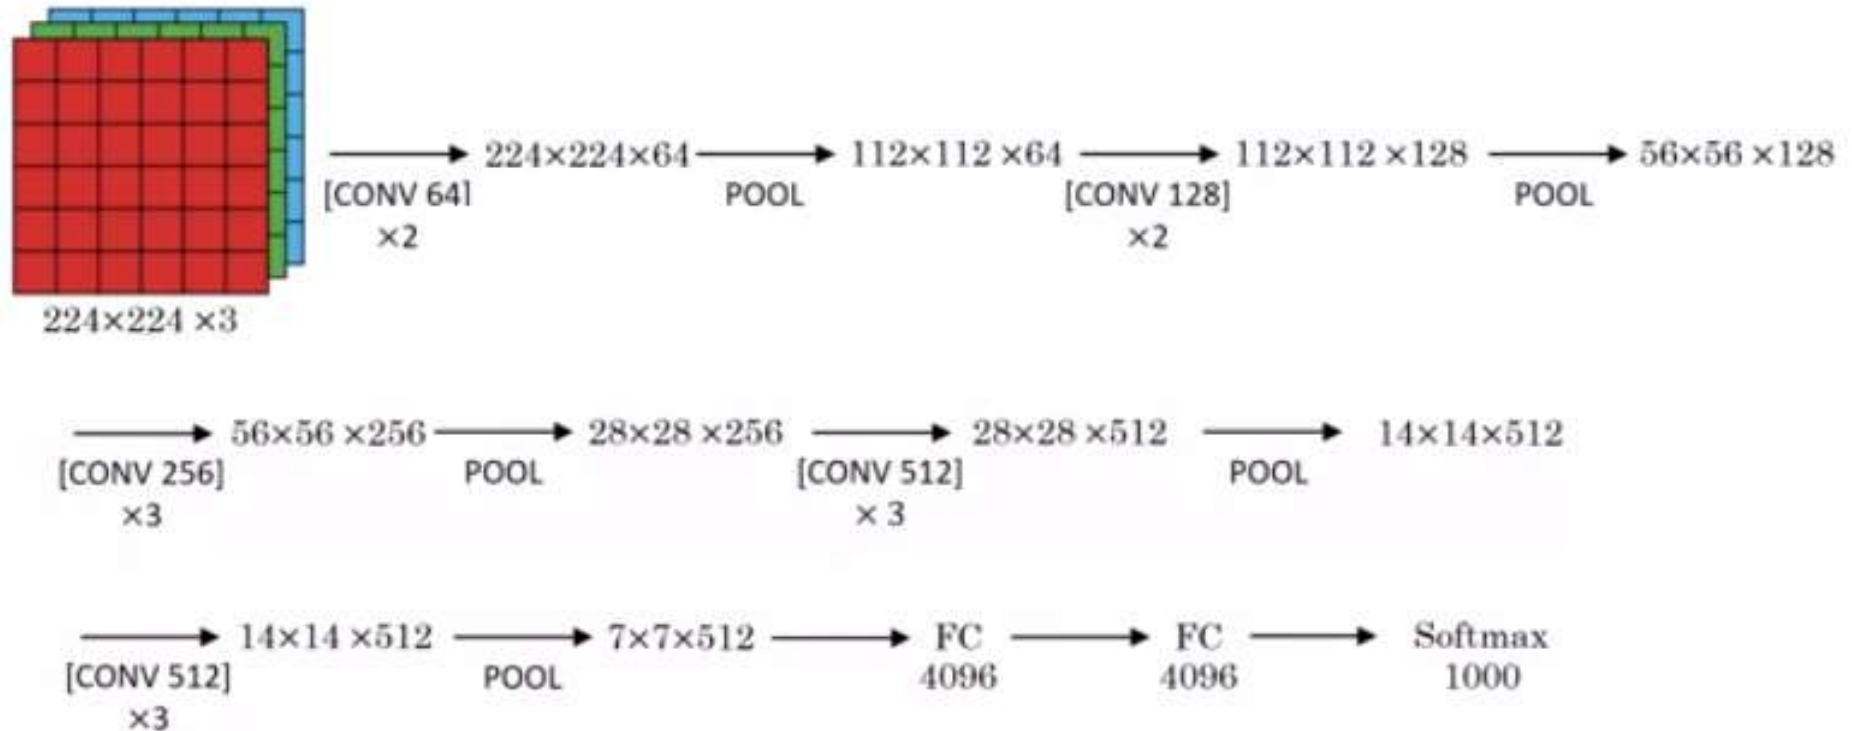 224×224×64 112×112 ×64 112×112 ×128 56×56 ×128
[CONV 64] POOL [CONV 128] POOL
×2 ×2
224×224 ×3
56×56 ×256 28×28 ×256 28×28 ×512 14×14×512
[CONV 256] POOL [CONV 512] POOL
×3 × 3
14×14 ×512 7×7×512 FC FC Softmax
[CONV 512] POOL 4096 4096 1000
×3